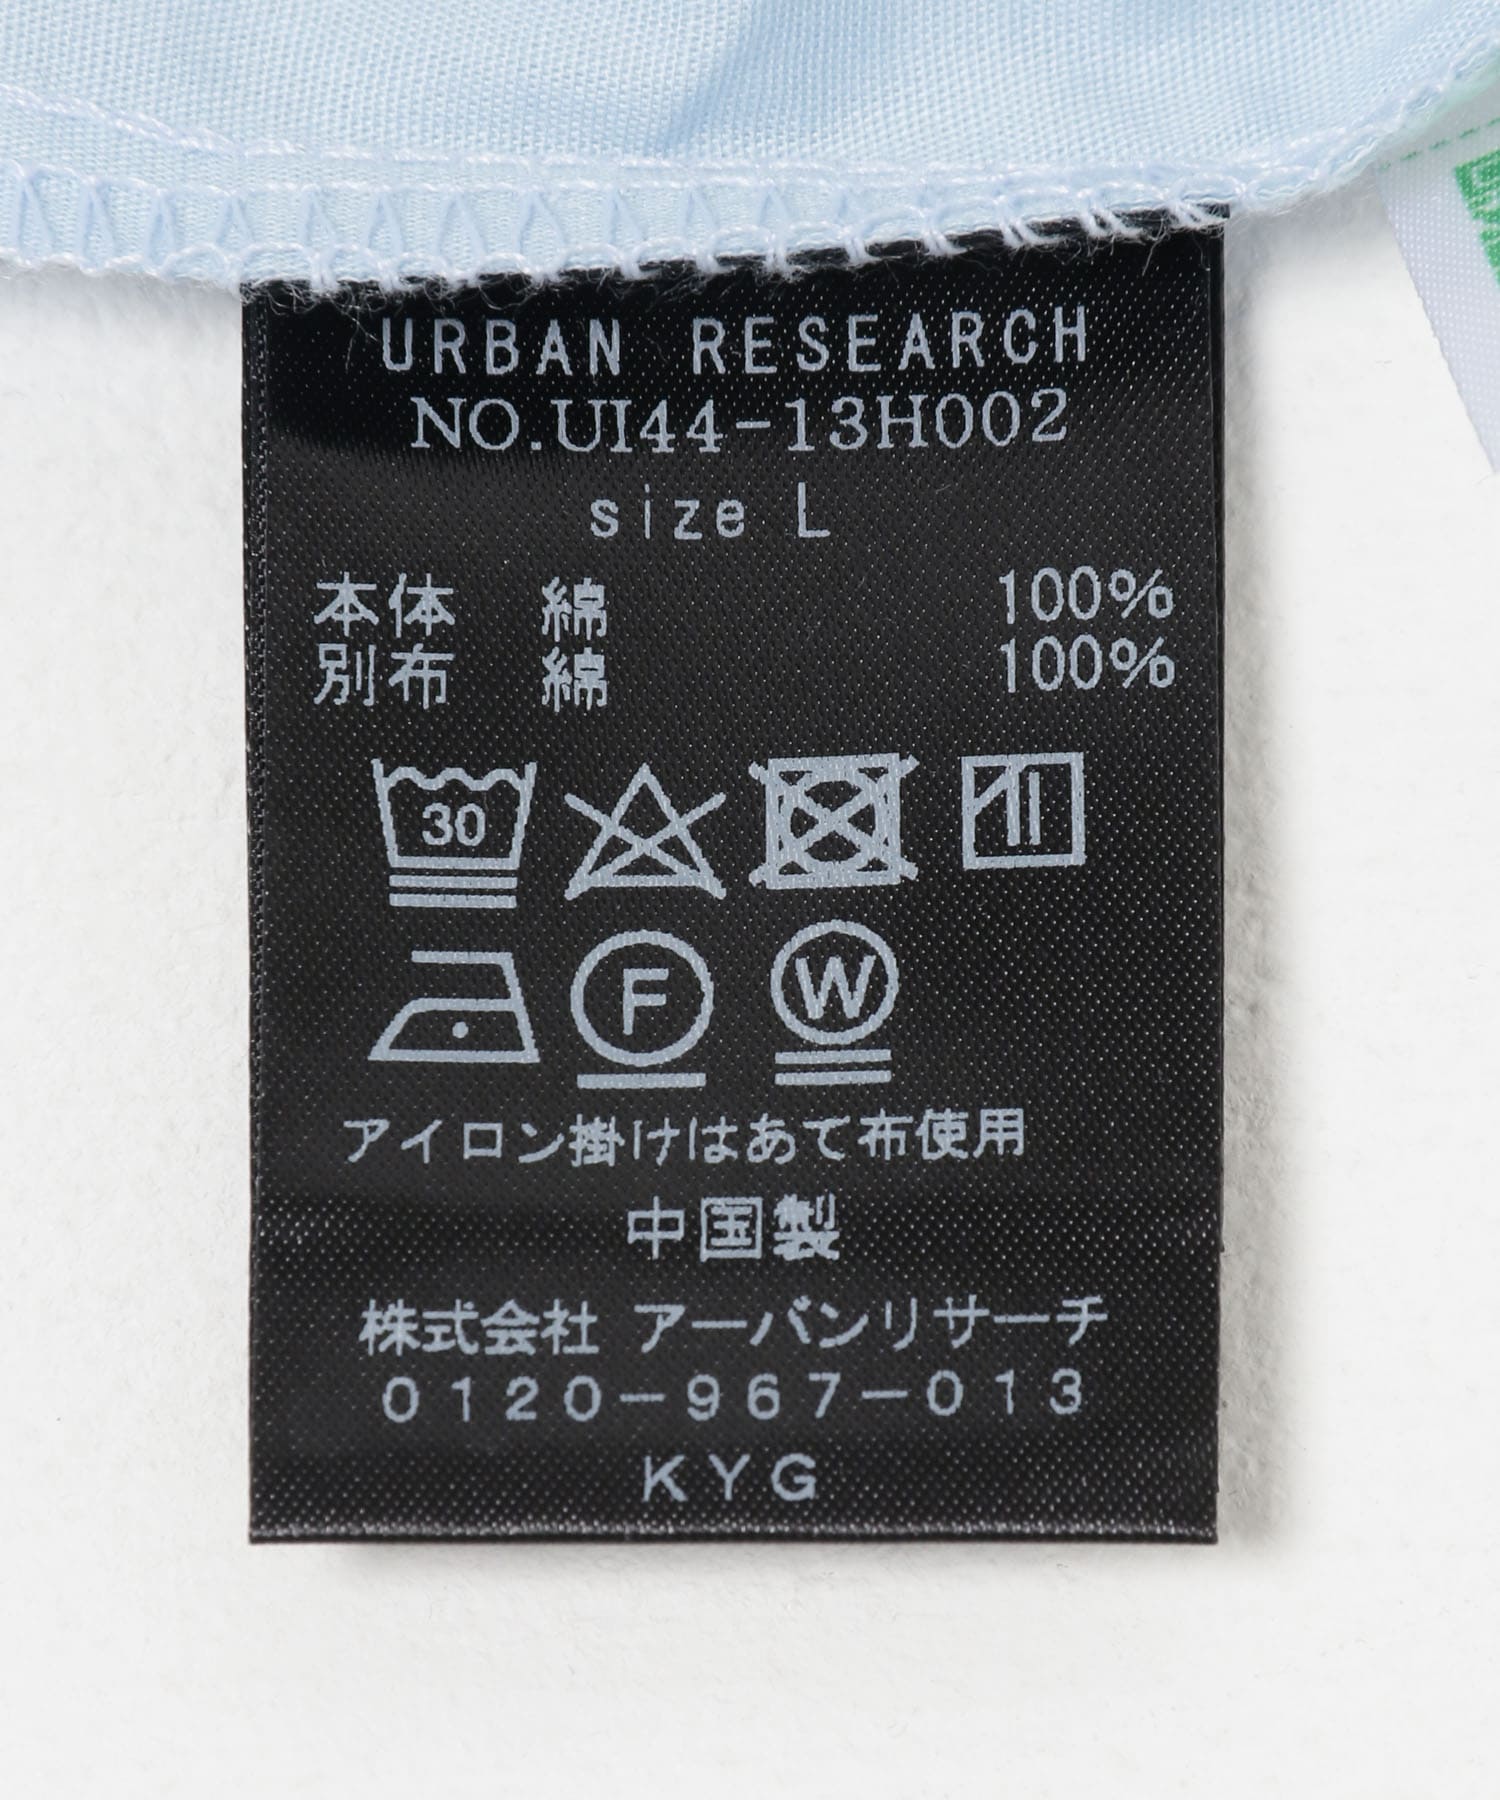 URBAN RESEARCH
NO.UI44-13H002
size L
本体 綿 100%
別布 綿 100%
30
F W
アイロン掛けはあて布使用
中国製
株式会社 アーバンリサーチ
0120-967-013
KYG